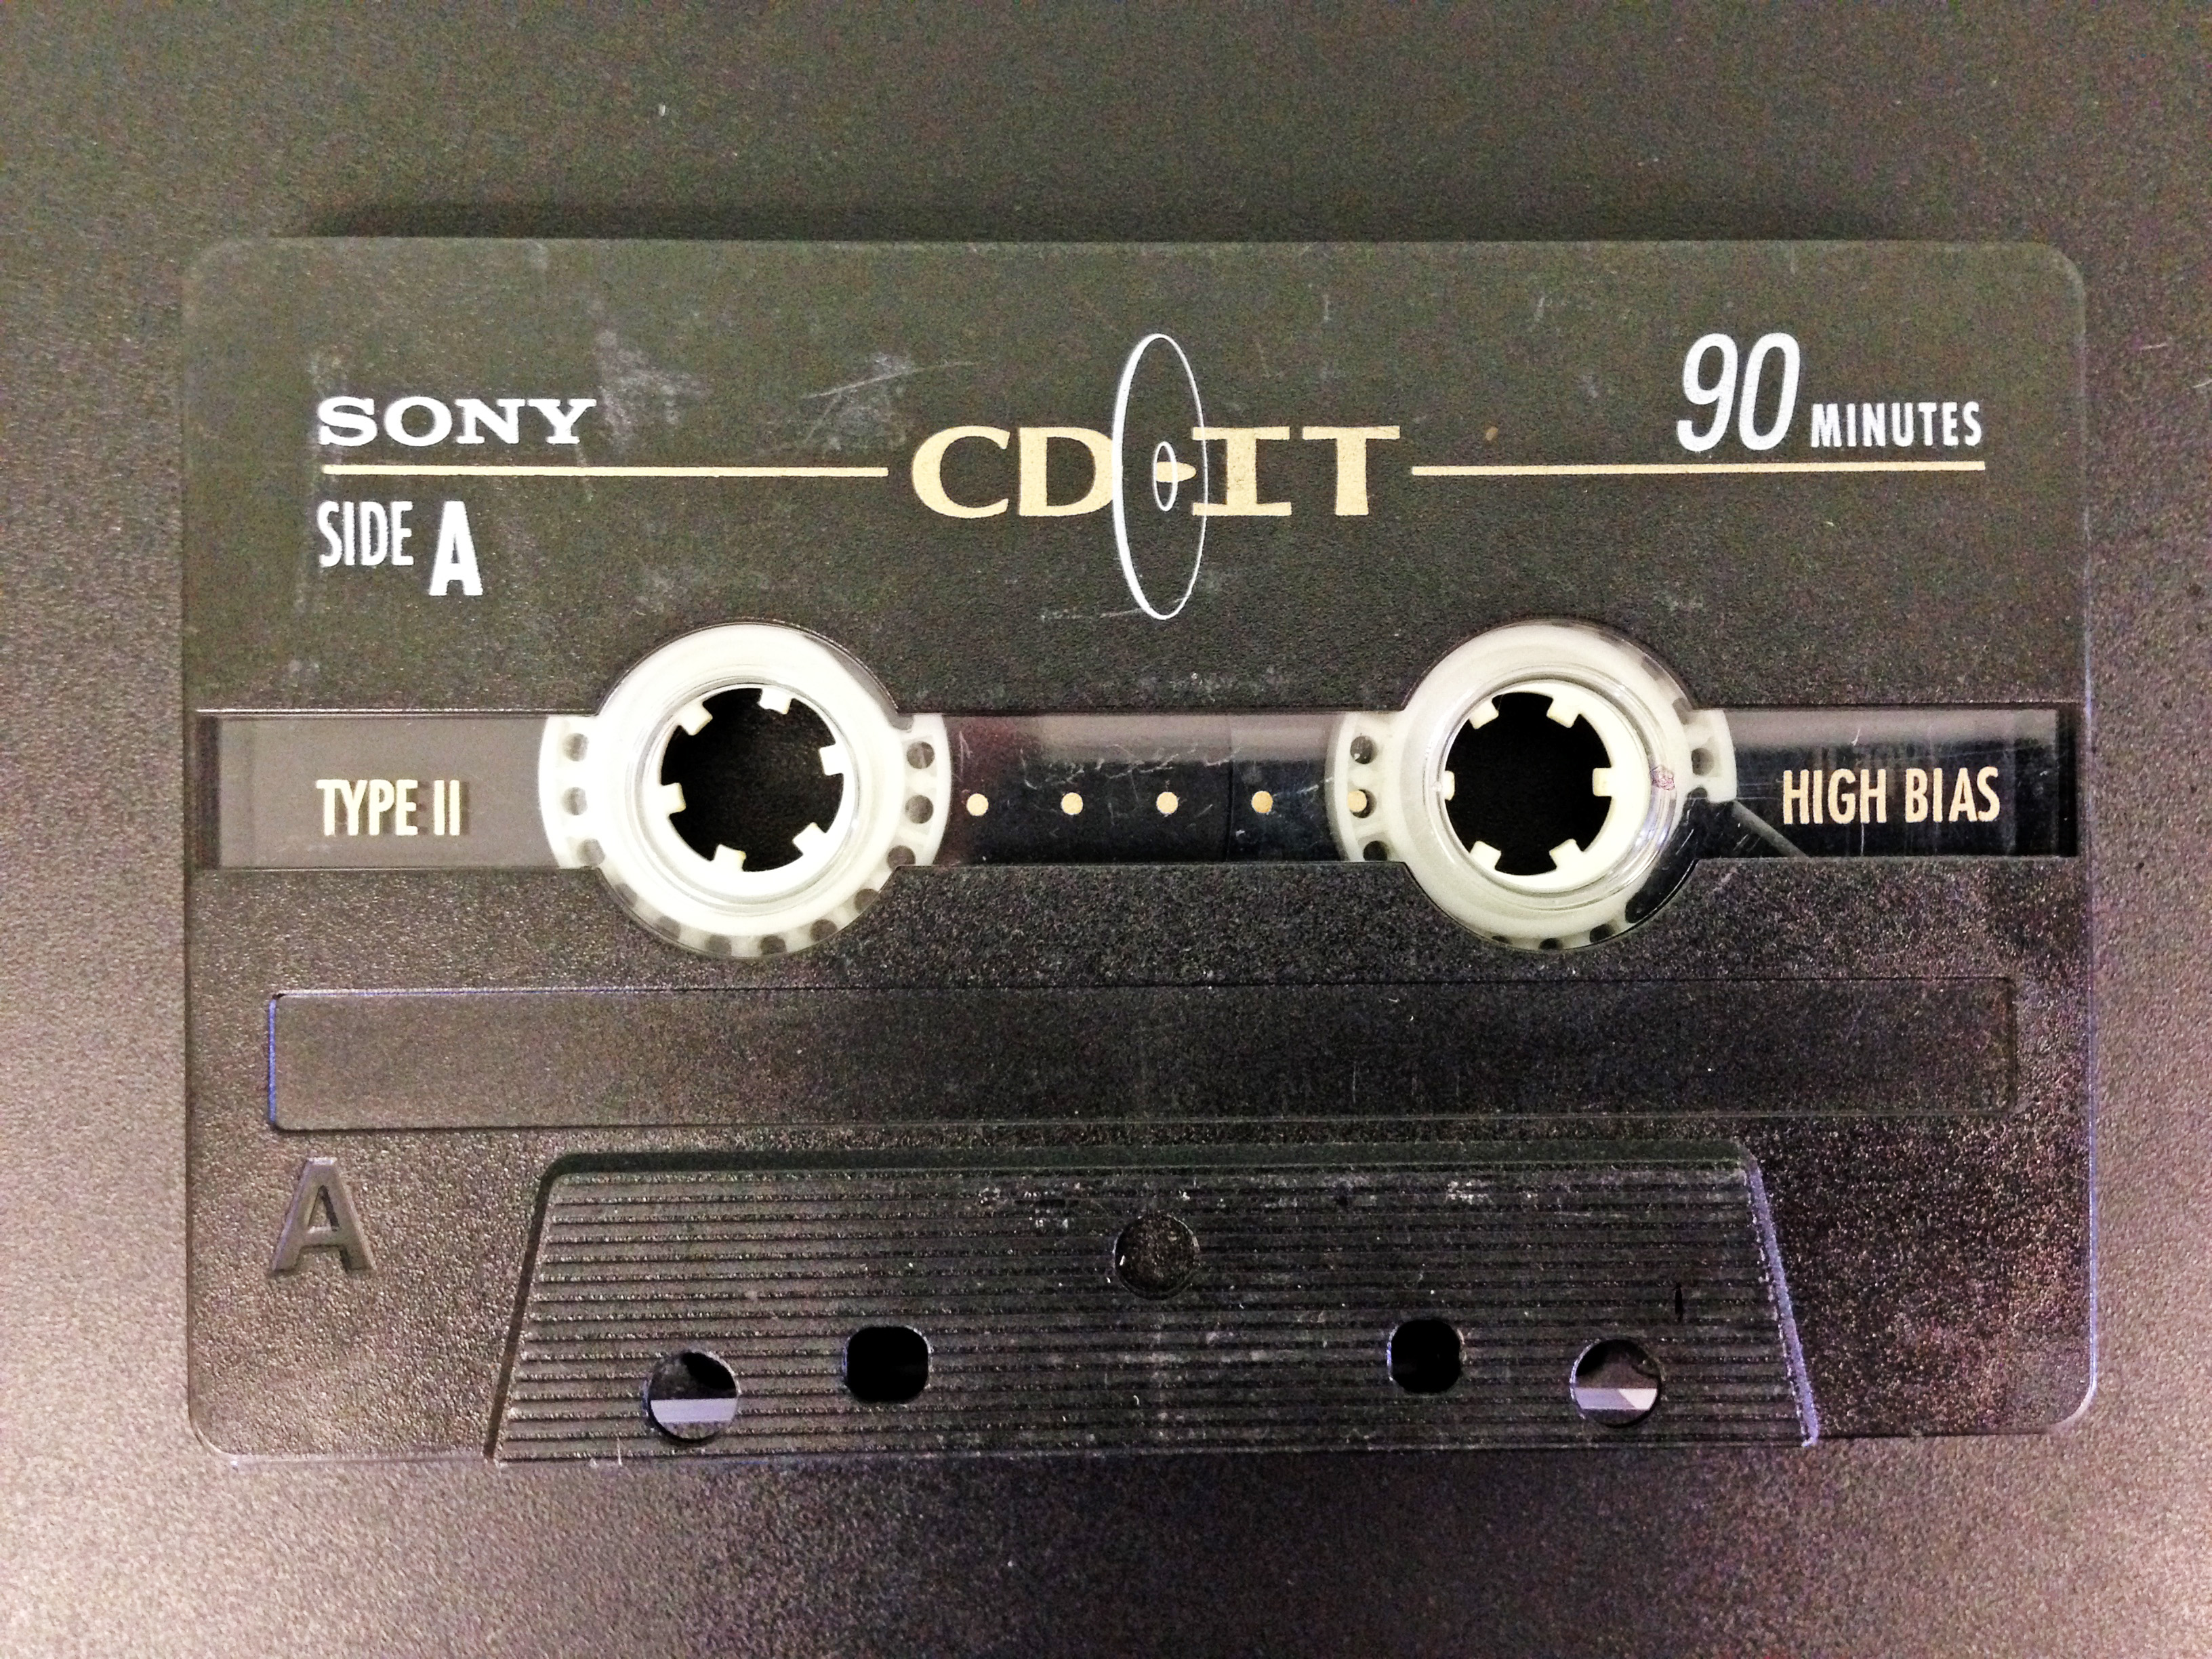 SONY
CD-IT
90 MINUTES
SIDE A
TYPE II
HIGH BIAS
A